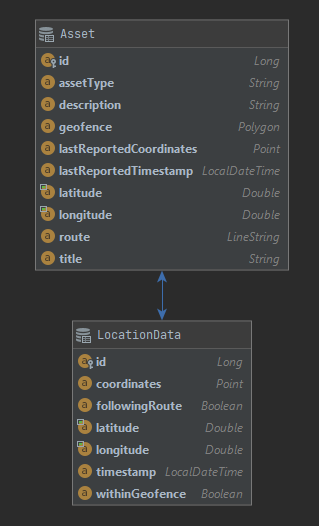 Asset
id Long
assetType String
description String
geofence Polygon
lastReportedCoordinates Point
lastReportedTimestamp LocalDateTime
latitude Double
longitude Double
route LineString
title String
LocationData
id Long
coordinates Point
followingRoute Boolean
latitude Double
longitude Double
timestamp LocalDateTime
withinGeofence Boolean